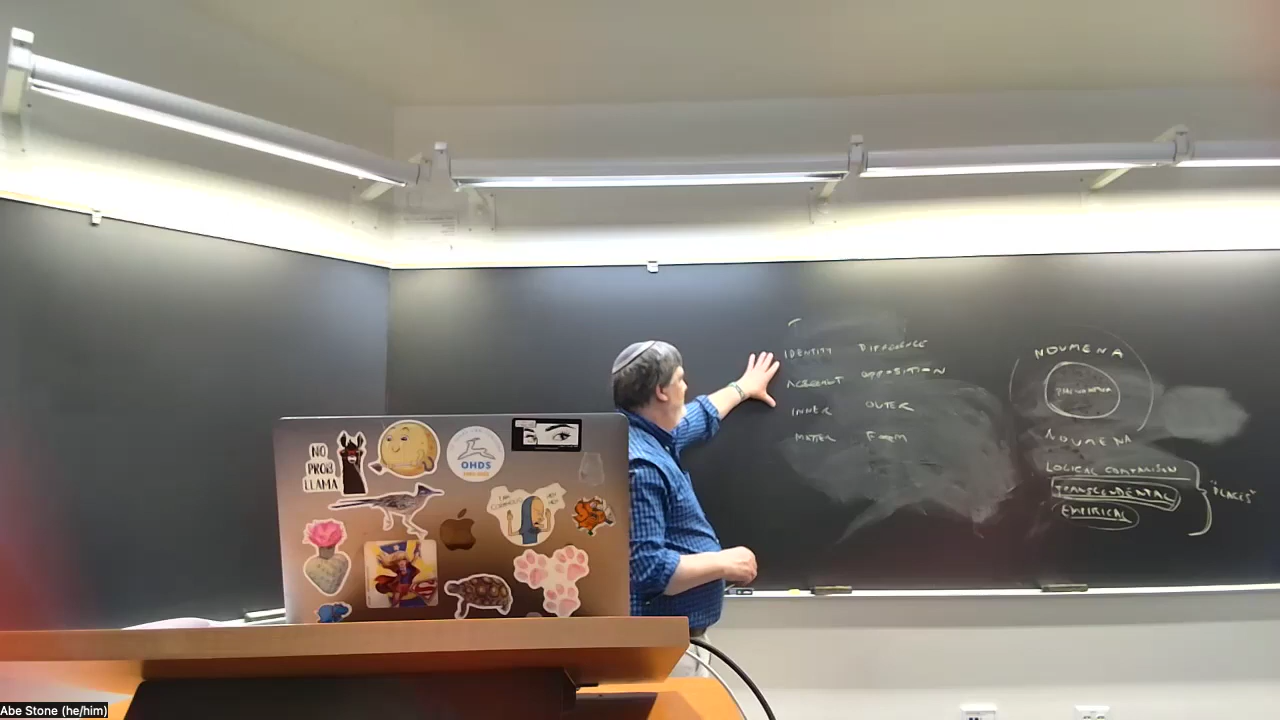 IDENTITY DIFFERENCE
AGREEMENT OPPOSITION
INNER OUTER
MATTER FORM
NOUMENA
PHENOMENA
NOUMENA
LOGICAL COMPARISON
TRANSCENDENTAL
EMPIRICAL
"PLACES"
NO
PROB
LLAMA
OHDS
Abe Stone (he/him)